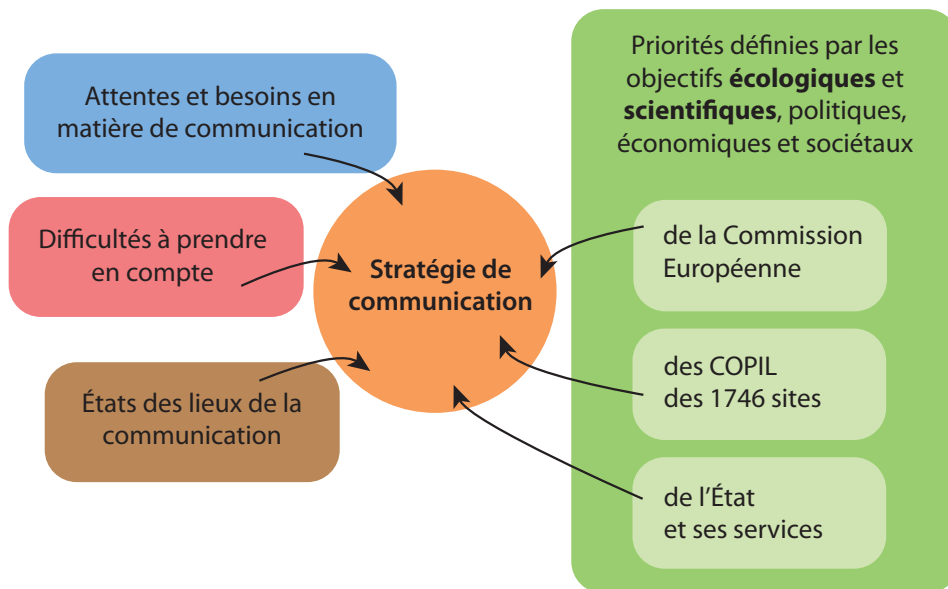 Attentes et besoins en
matière de communication
Difficultés à prendre
en compte
États des lieux de la
communication
Stratégie de
communication
Priorités définies par les
objectifs écologiques et
scientifiques, politiques,
économiques et sociétaux
de la Commission
Européenne
des COPIL
des 1746 sites
de l'État
et ses services